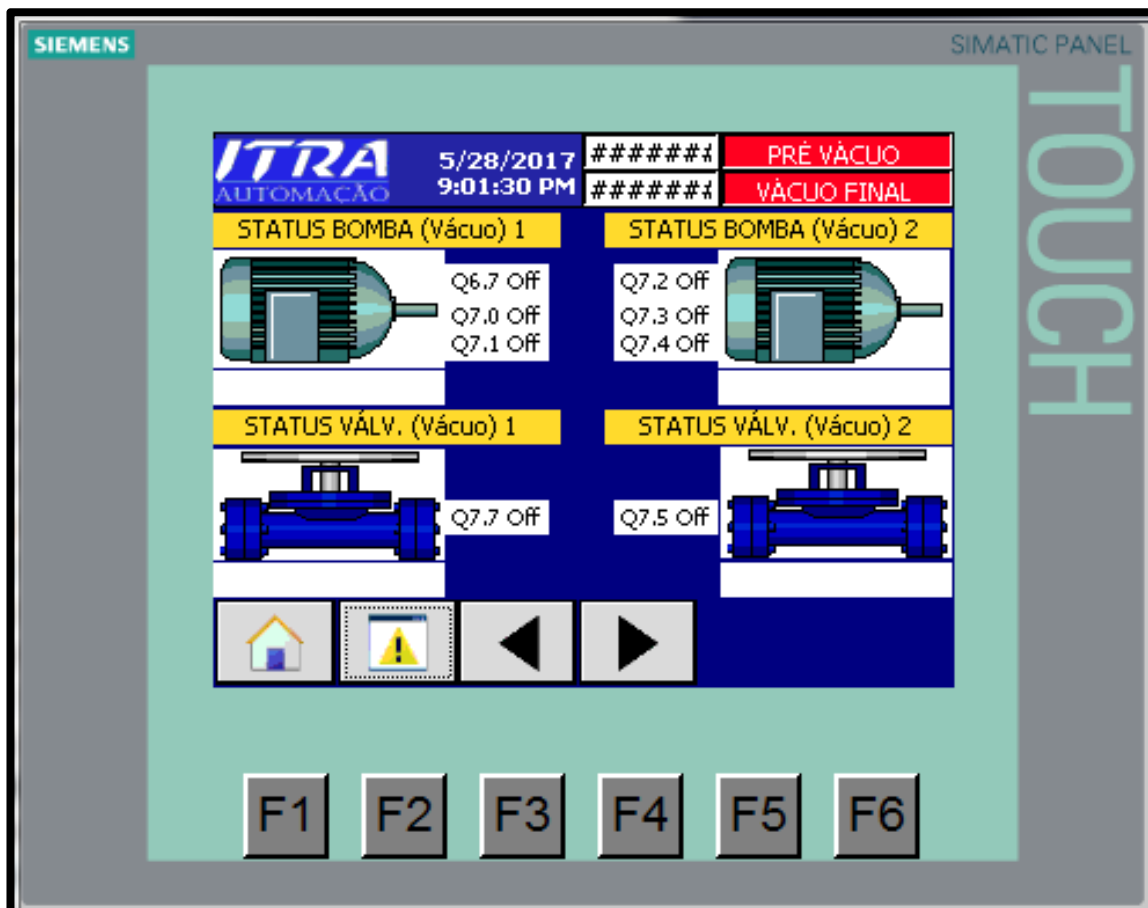 SIEMENS
SIMATIC PANEL
TOUCH
ITRA
AUTOMAÇÃO
5/28/2017
9:01:30 PM
####### PRÉ VÀCUO
####### VÀCUO FINAL
STATUS BOMBA (Vácuo) 1
STATUS BOMBA (Vácuo) 2
Q6.7 Off
Q7.0 Off
Q7.1 Off
Q7.2 Off
Q7.3 Off
Q7.4 Off
STATUS VÁLV. (Vácuo) 1
STATUS VÁLV. (Vácuo) 2
Q7.7 Off
Q7.5 Off
F1 F2 F3 F4 F5 F6